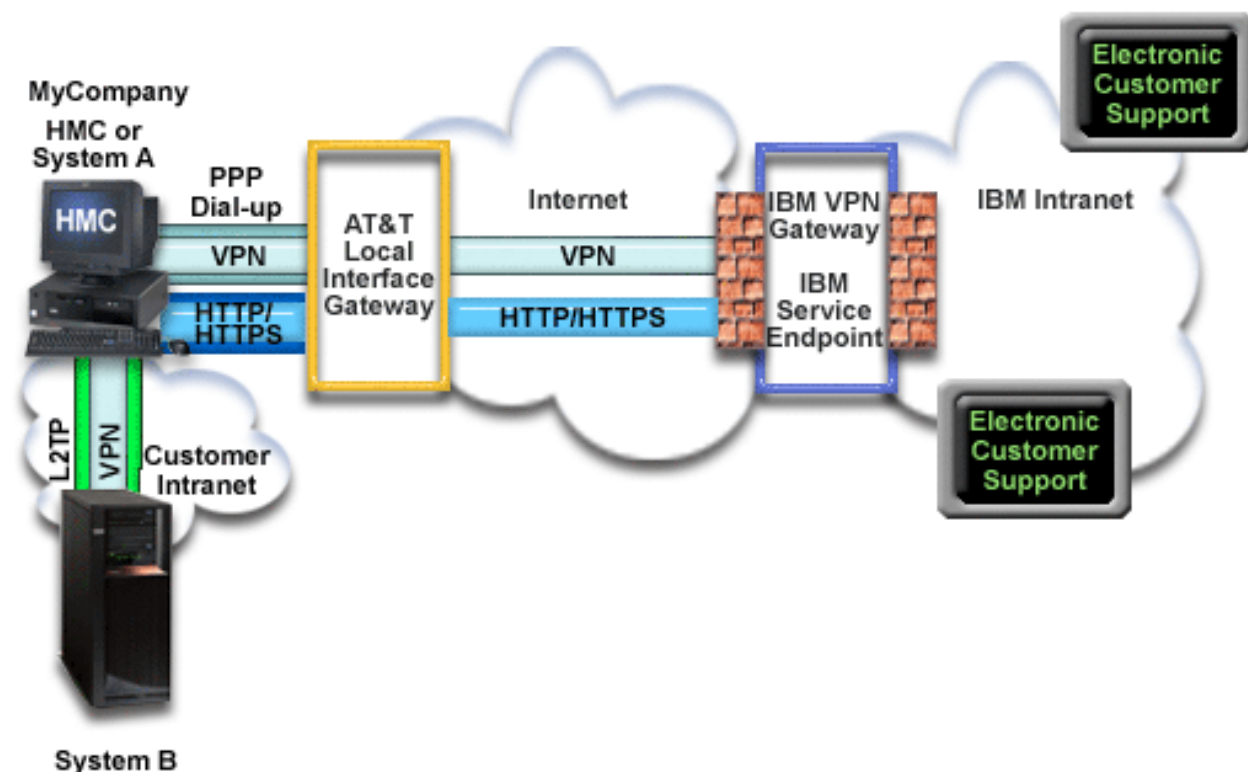 Electronic
Customer
Support
MyCompany
HMC or
System A
HMC
PPP
Dial-up
VPN
HTTP/
HTTPS
AT&T
Local
Interface
Gateway
Internet
VPN
HTTP/HTTPS
IBM VPN
Gateway
IBM
Service
Endpoint
IBM Intranet
Electronic
Customer
Support
L2TP
VPN
Customer
Intranet
System B